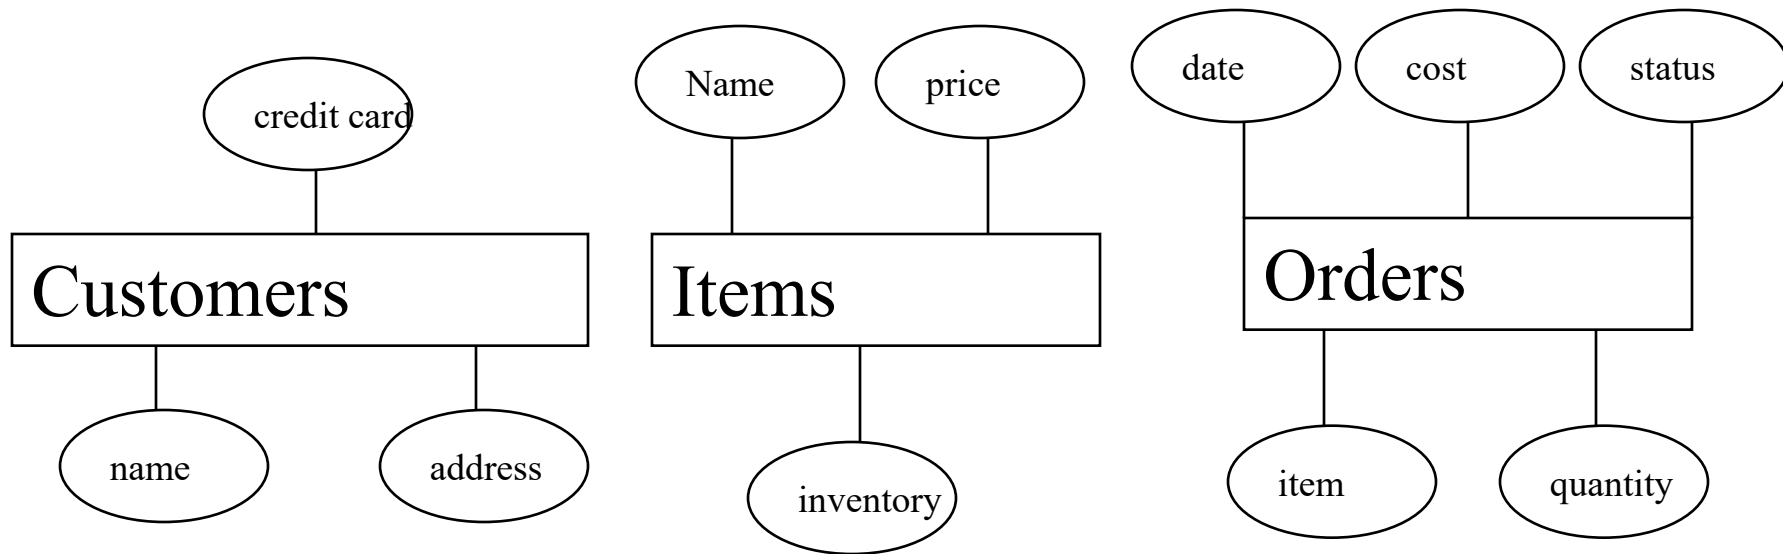 date cost status
Name price
credit card
Customers Items Orders
name address inventory item quantity